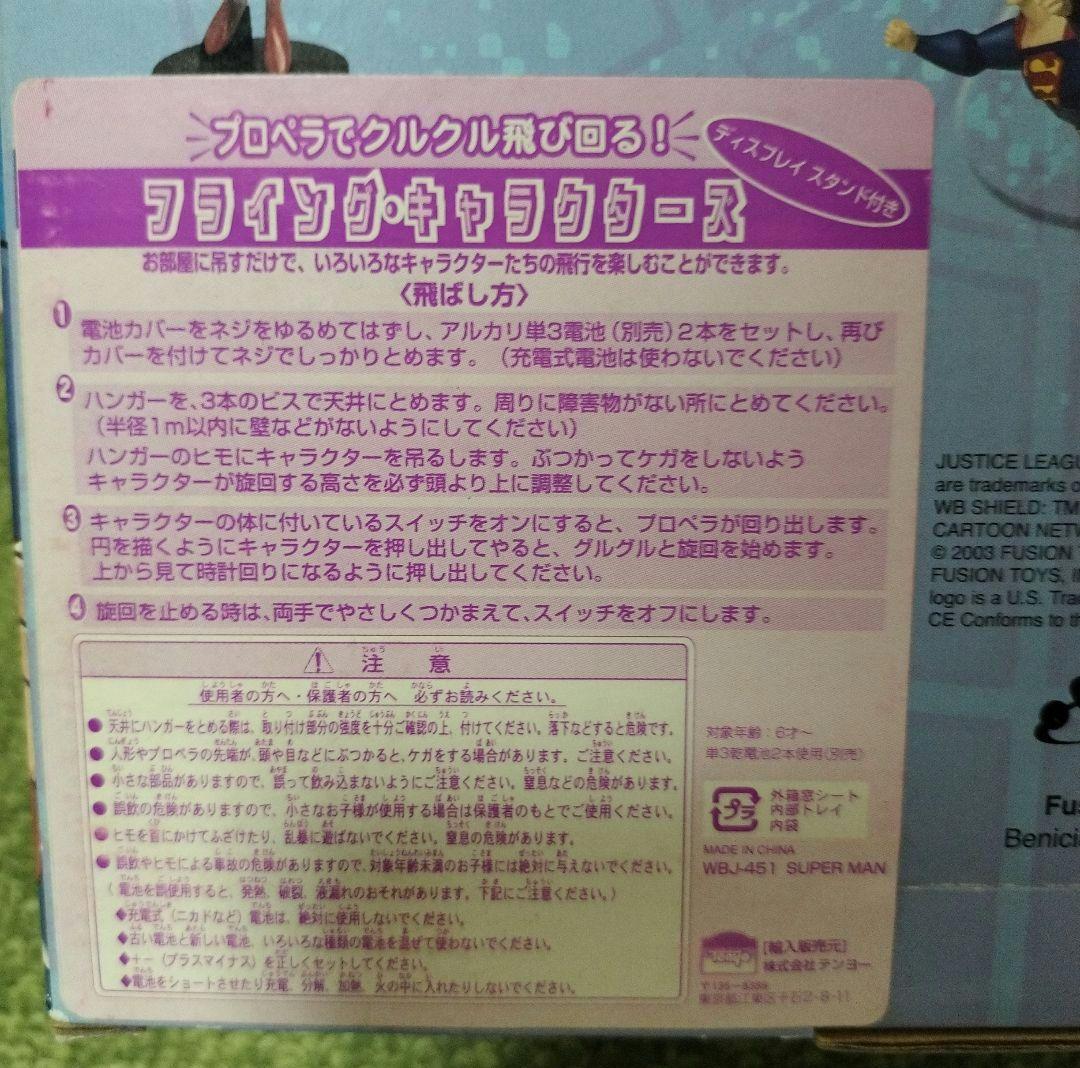 プロペラでクルクル飛び回る!
ディスプレイ スタンド付き
フライング・キャラクターズ
お部屋に吊すだけで、いろいろなキャラクターたちの飛行を楽しむことができます。
〈飛ばし方〉
❶ 電池カバーをネジをゆるめてはずし、アルカリ単3電池(別売)2本をセットし、再び
カバーを付けてネジでしっかりとめます。(充電式電池は使わないでください)
❷ ハンガーを、3本のビスで天井にとめます。周りに障害物がない所にとめてください。
(半径1m以内に壁などがないようにしてください)
ハンガーのヒモにキャラクターを吊るします。ぶつかってケガをしないよう
キャラクターが旋回する高さを必ず頭より上に調整してください。
❸ キャラクターの体に付いているスイッチをオンにすると、プロペラが回り出します。
円を描くようにキャラクターを押し出してやると、グルグルと旋回を始めます。
上から見て時計回りになるように押し出してください。
❹ 旋回を止める時は、両手でやさしくつかまえて、スイッチをオフにします。
⚠ 注意
使用者の方へ・保護者の方へ 必ずお読みください。
●天井にハンガーをとめる際は、取り付け部分の強度を十分ご確認の上、付けてください。落下などすると危険です。
●人形やプロペラの先端が、頭や目などにぶつかると、ケガをする場合があります。ご注意ください。
●小さな部品がありますので、誤って飲み込まないようにご注意ください。窒息などの危険があります。
●誤飲の危険がありますので、小さなお子様が使用する場合は保護者のもとでご使用ください。
●ヒモを首にかけてふざけたり、乱暴に遊ばないでください。窒息の危険があります。
●誤飲やヒモによる事故の危険がありますので、対象年齢未満のお子様には絶対に与えないでください。
(電池を誤使用すると、発熱、破裂、液漏れのおそれがあります。下記にご注意ください。)
◆充電式(ニカドなど)電池は、絶対に使用しないでください。
◆古い電池と新しい電池、いろいろな種類の電池を混ぜて使わないでください。
◆+-(プラスマイナス)を正しくセットしてください。
◆電池をショートさせたり充電、分解、加熱、火の中に入れたりしないでください。
対象年齢:6才〜
単3乾電池2本使用(別売)
プラ
外箱窓シート
内部トレイ
内袋
MADE IN CHINA
WBJ-451 SUPER MAN
[輸入販売元]
株式会社テンヨー
東京都江東区千石2-9-11
JUSTICE LEAGU
are trademarks o
WB SHIELD: TM
CARTOON NETW
© 2003 FUSION
FUSION TOYS, I
logo is a U.S. Tra
CE Conforms to th
Fus
Benici